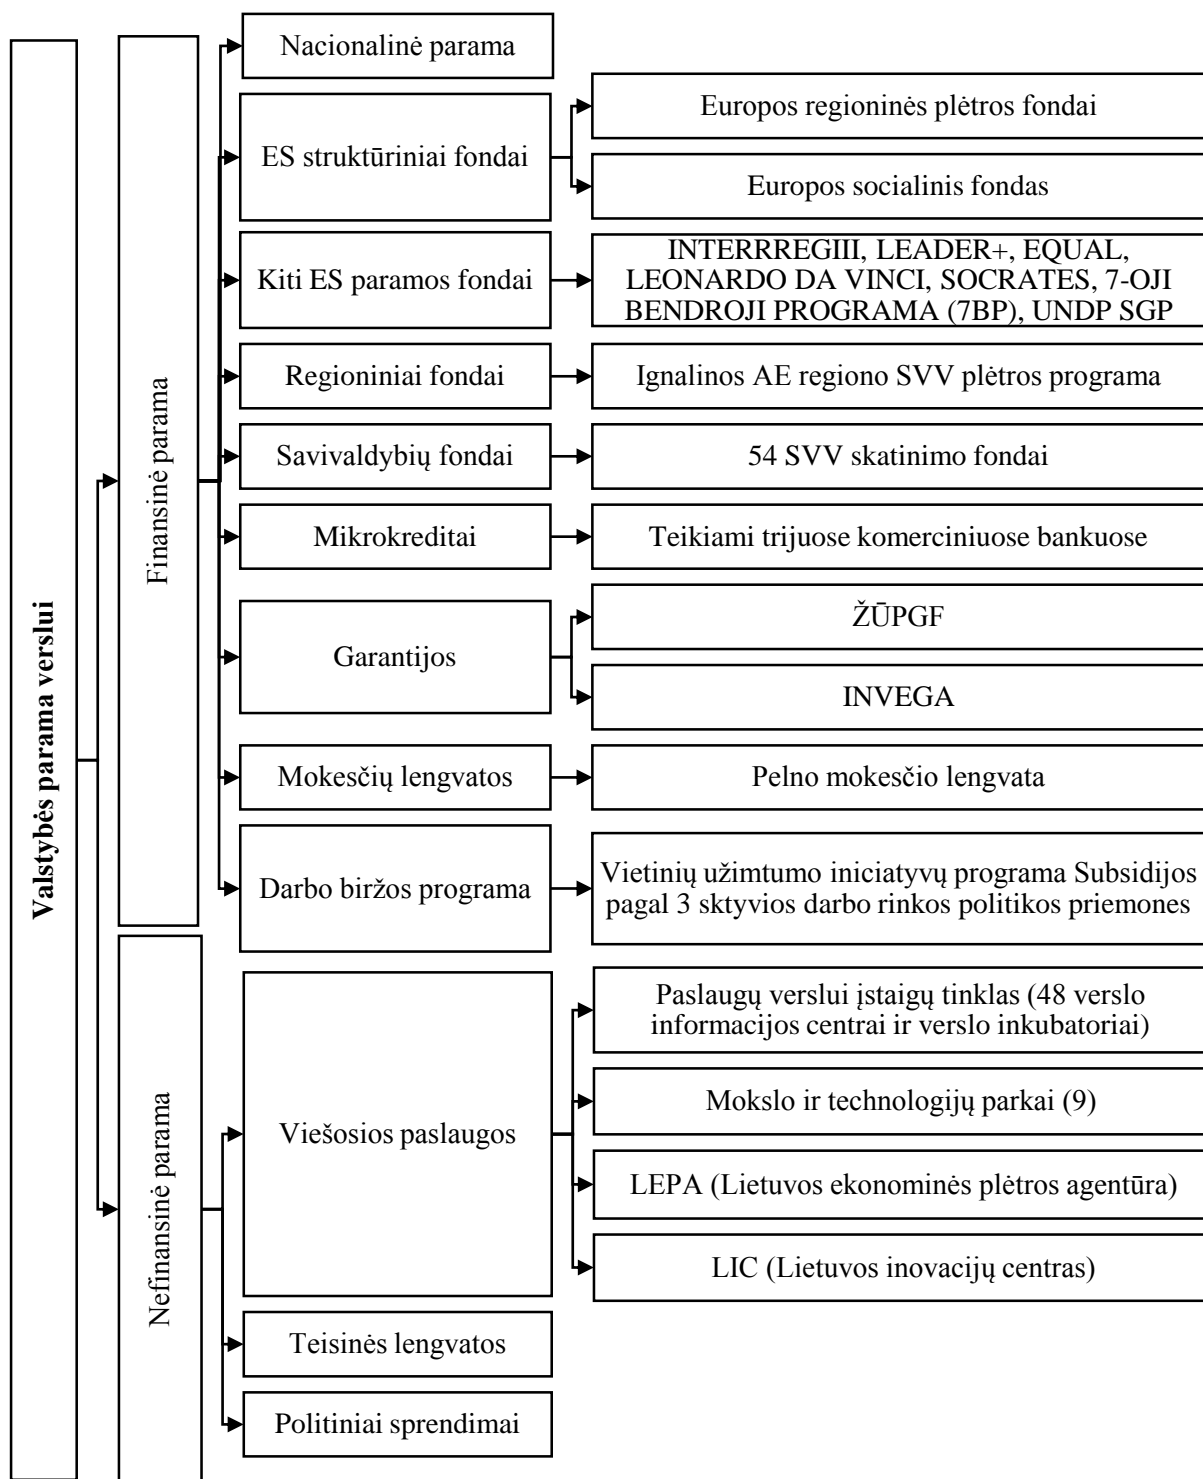 Valstybės parama verslui
Finansinė parama
Nacionalinė parama
ES struktūriniai fondai
Europos regioninės plėtros fondai
Europos socialinis fondas
Kiti ES paramos fondai
INTERRREGIII, LEADER+, EQUAL,
LEONARDO DA VINCI, SOCRATES, 7-OJI
BENDROJI PROGRAMA (7BP), UNDP SGP
Regioniniai fondai
Ignalinos AE regiono SVV plėtros programa
Savivaldybių fondai
54 SVV skatinimo fondai
Mikrokreditai
Teikiami trijuose komerciniuose bankuose
Garantijos
ŽŪPGF
INVEGA
Mokesčių lengvatos
Pelno mokesčio lengvata
Darbo biržos programa
Vietinių užimtumo iniciatyvų programa Subsidijos
pagal 3 sktyvios darbo rinkos politikos priemones
Nefinansinė parama
Viešosios paslaugos
Paslaugų verslui įstaigų tinklas (48 verslo
informacijos centrai ir verslo inkubatoriai)
Mokslo ir technologijų parkai (9)
LEPA (Lietuvos ekonominės plėtros agentūra)
LIC (Lietuvos inovacijų centras)
Teisinės lengvatos
Politiniai sprendimai